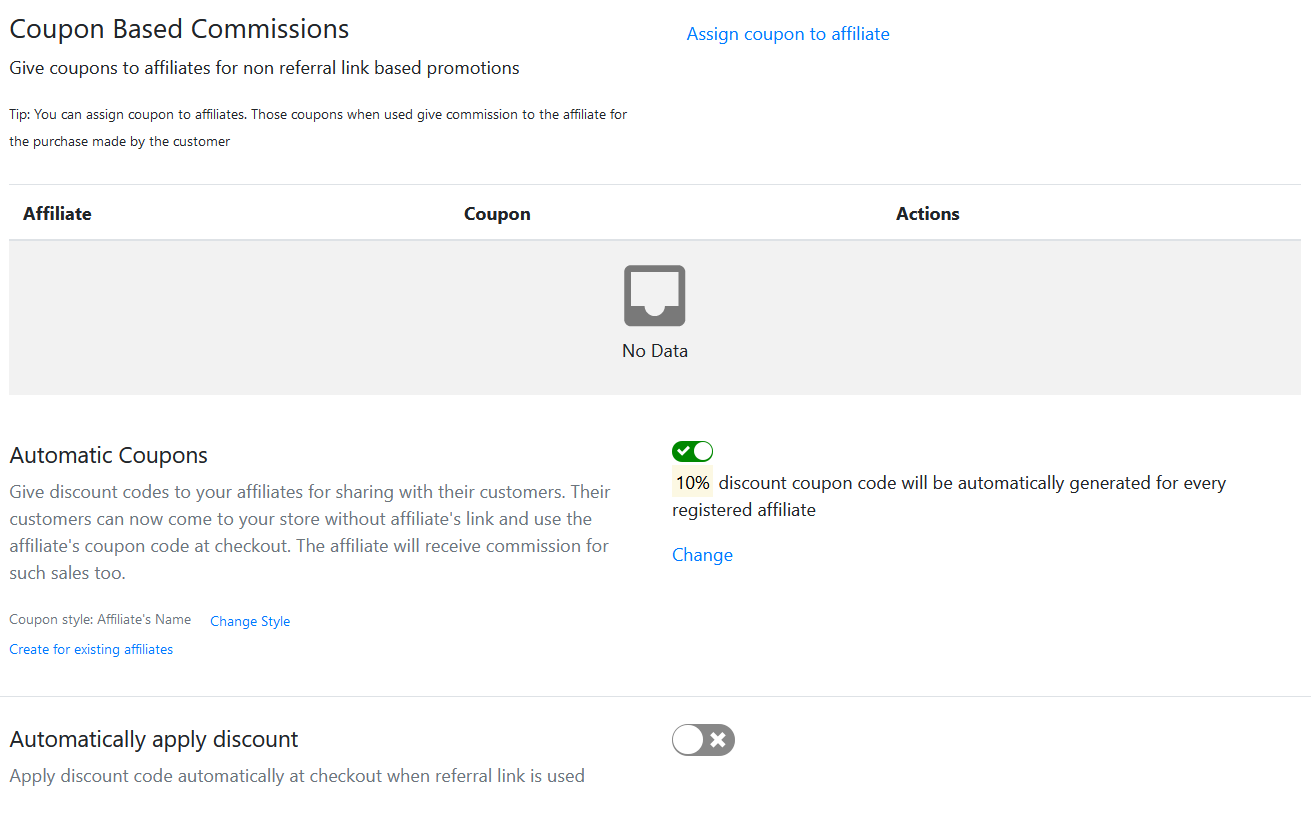 Coupon Based Commissions
Assign coupon to affiliate
Give coupons to affiliates for non referral link based promotions
Tip: You can assign coupon to affiliates. Those coupons when used give commission to the affiliate for
the purchase made by the customer
Affiliate Coupon Actions
No Data
Automatic Coupons
Give discount codes to your affiliates for sharing with their customers. Their
customers can now come to your store without affiliate's link and use the
affiliate's coupon code at checkout. The affiliate will receive commission for
such sales too.
Coupon style: Affiliate's Name Change Style
Create for existing affiliates
10% discount coupon code will be automatically generated for every
registered affiliate
Change
Automatically apply discount
Apply discount code automatically at checkout when referral link is used